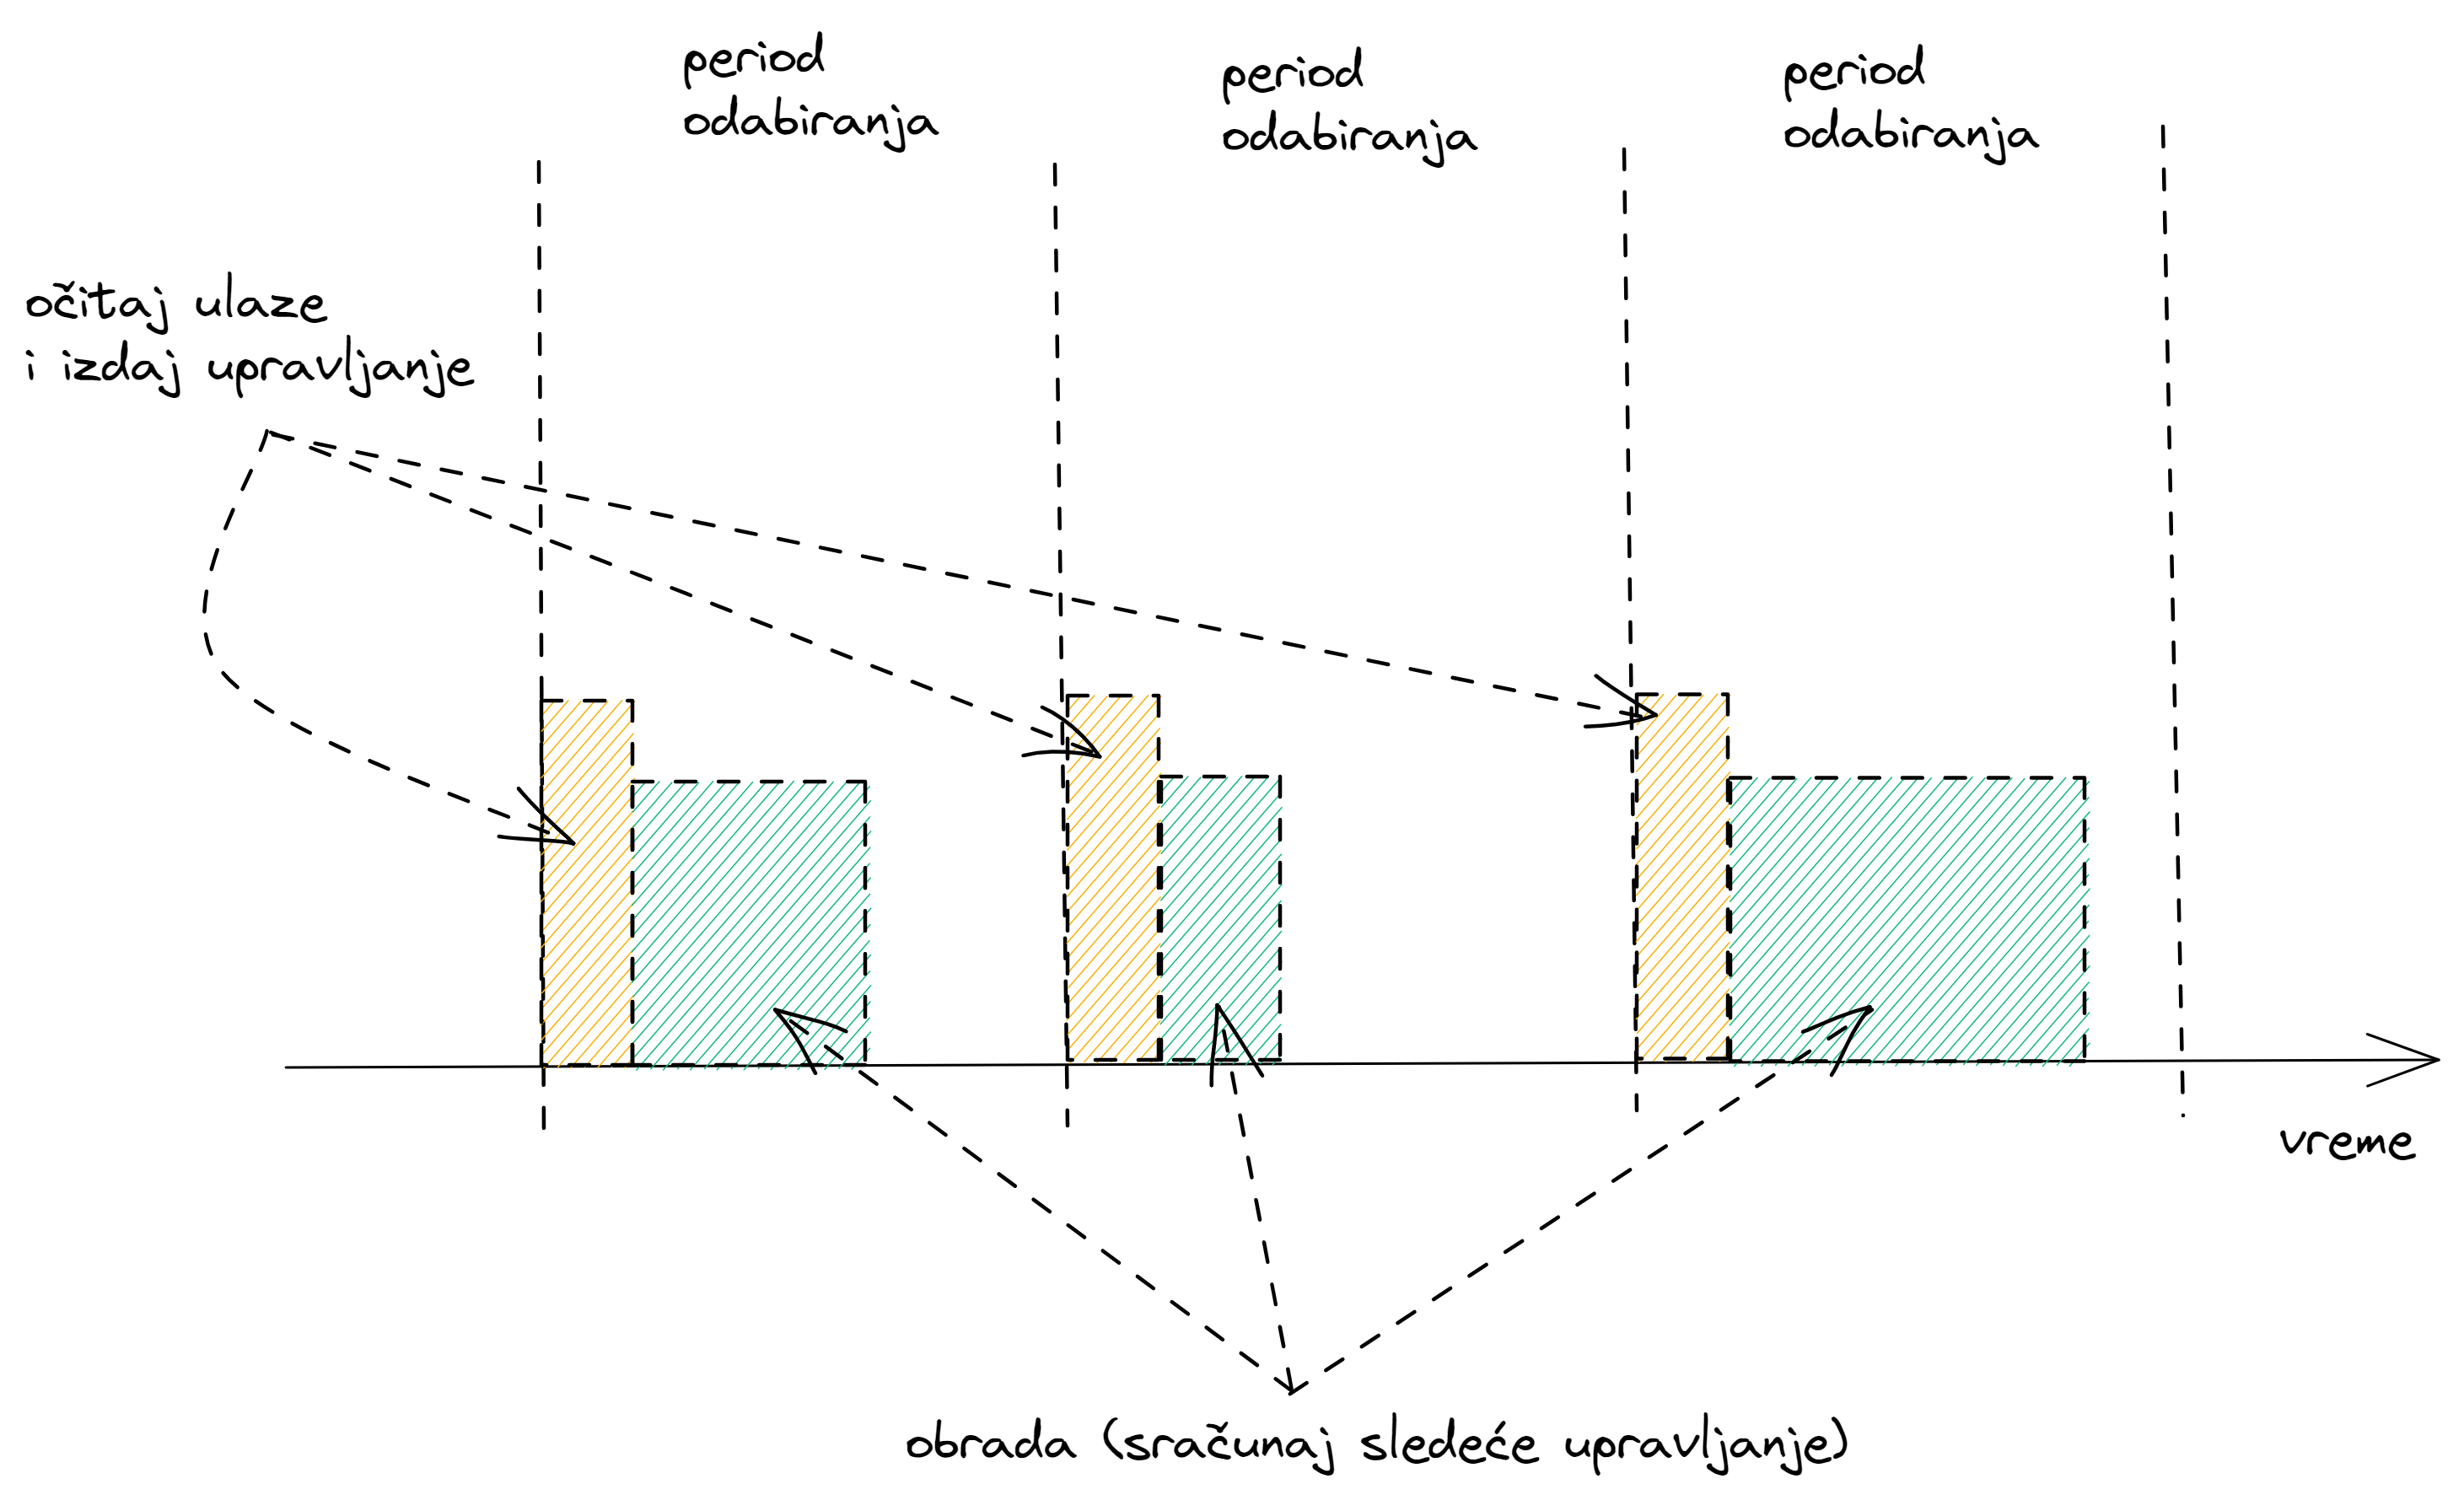 period
odabiranja
period
odabiranja
period
odabiranja
očitaj ulaze
i izdaj upravljanje
vreme
obrada (sračunaj sledeće upravljanje)